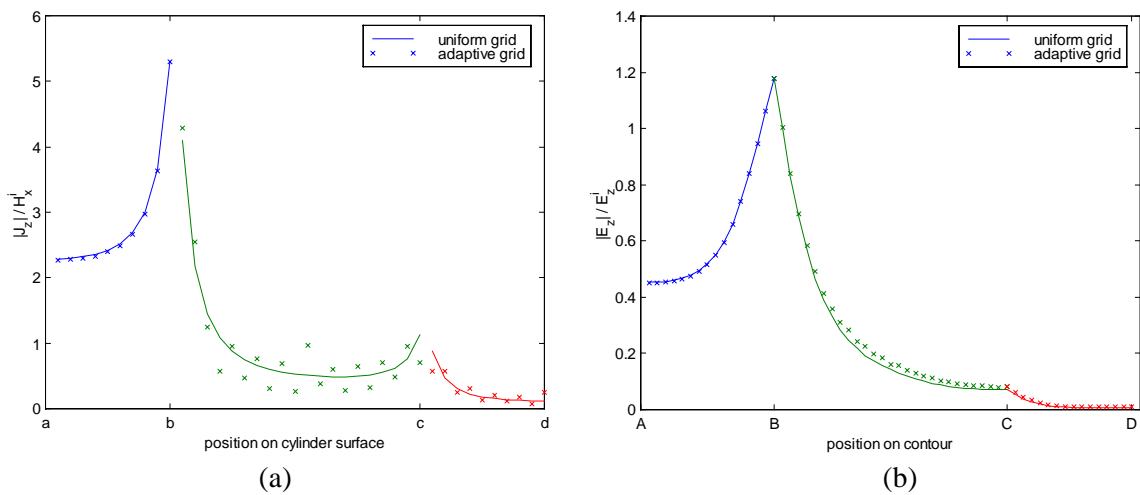 6
5
4
3
2
1
0
|J_z| / H_x^i
uniform grid
adaptive grid
a
b
c
d
position on cylinder surface
(a)
1.4
1.2
1
0.8
0.6
0.4
0.2
0
|E_z| / E_z^i
uniform grid
adaptive grid
A
B
C
D
position on contour
(b)